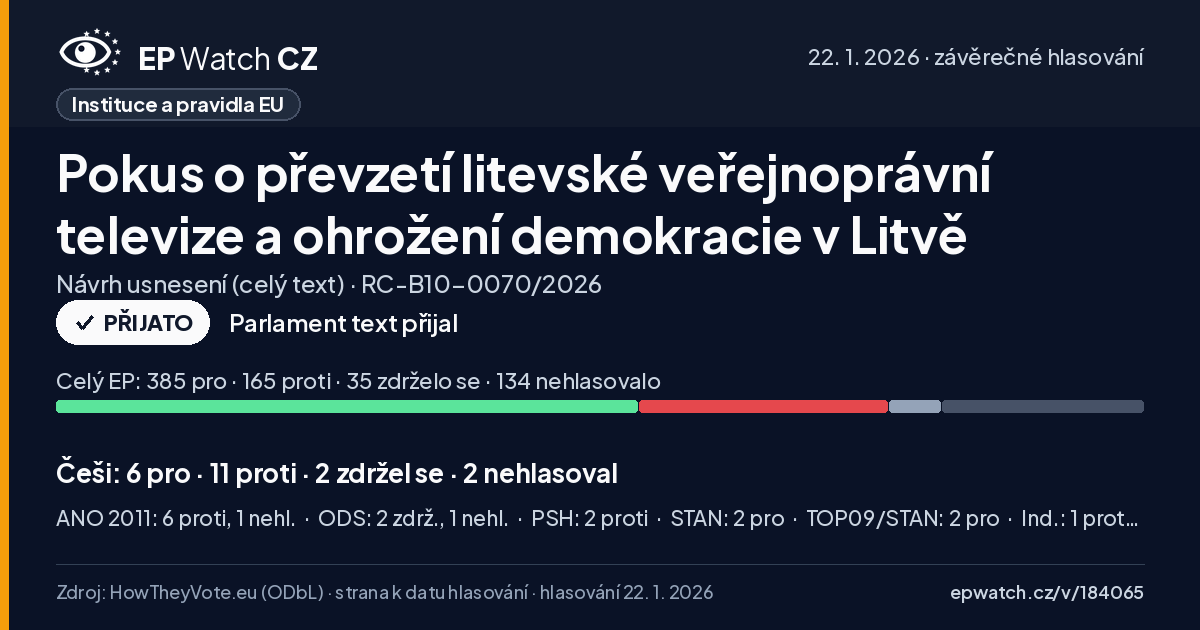 EP Watch CZ
22. 1. 2026 · závěrečné hlasování
Instituce a pravidla EU
Pokus o převzetí litevské veřejnoprávní
televize a ohrožení demokracie v Litvě
Návrh usnesení (celý text) · RC-B10-0070/2026
✓ PŘIJATO Parlament text přijal
Celý EP: 385 pro · 165 proti · 35 zdrželo se · 134 nehlasovalo
Češi: 6 pro · 11 proti · 2 zdržel se · 2 nehlasoval
ANO 2011: 6 proti, 1 nehl. · ODS: 2 zdrž., 1 nehl. · PSH: 2 proti · STAN: 2 pro · TOP09/STAN: 2 pro · Ind.: 1 prot…
Zdroj: HowTheyVote.eu (ODbL) · strana k datu hlasování · hlasování 22. 1. 2026
epwatch.cz/v/184065